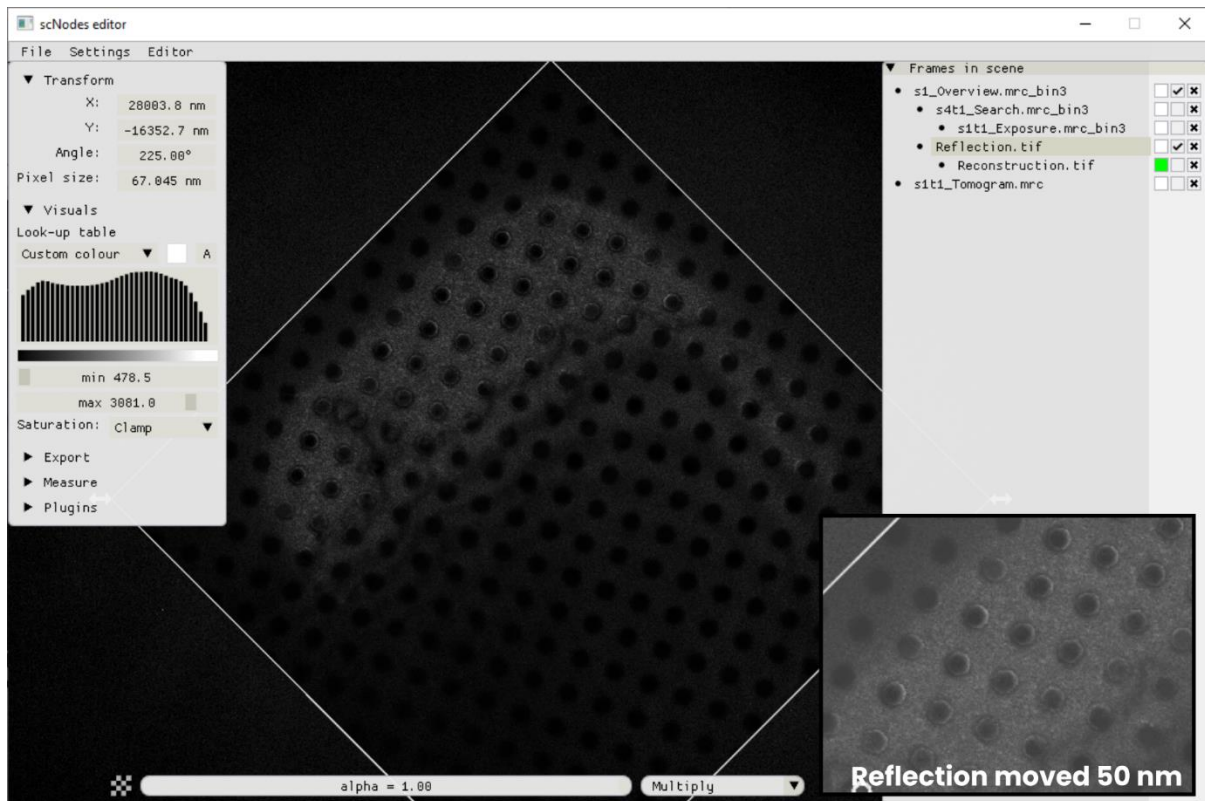 scNodes editor
File Settings Editor
Transform
X: 28003.8 nm
Y: -16352.7 nm
Angle: 225.00°
Pixel size: 67.045 nm
Visuals
Look-up table
Custom colour A
min 478.5
max 3081.0
Saturation: Clamp
Export
Measure
Plugins
Frames in scene
s1_Overview.mrc_bin3
s4t1_Search.mrc_bin3
s1t1_Exposure.mrc_bin3
Reflection.tif
Reconstruction.tif
s1t1_Tomogram.mrc
alpha = 1.00
Multiply
Reflection moved 50 nm